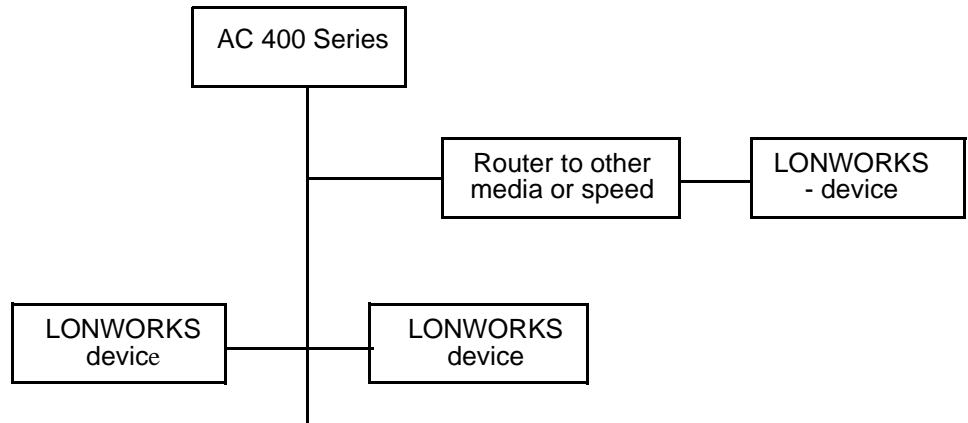 AC 400 Series
Router to other
media or speed
LONWORKS
- device
LONWORKS
device
LONWORKS
device